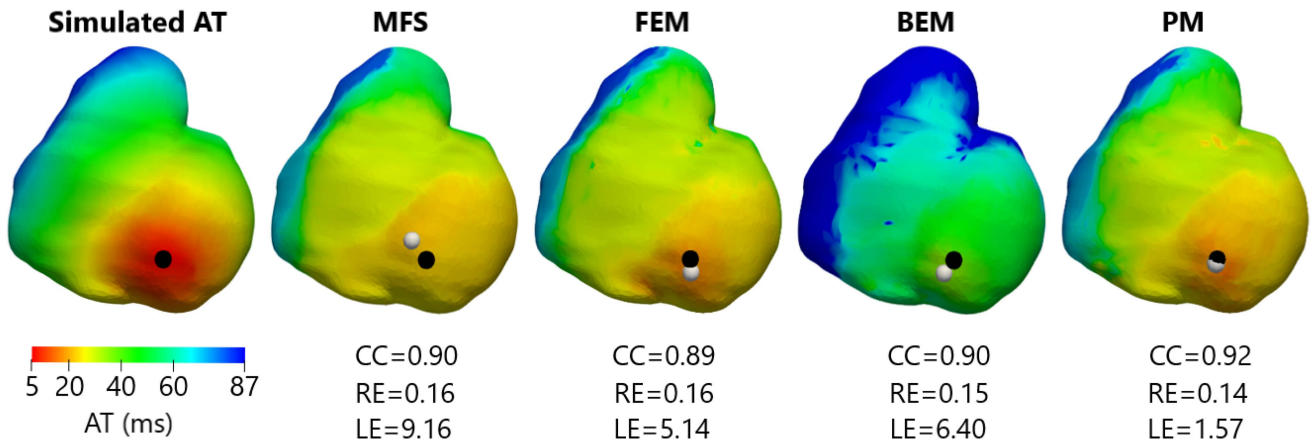 Simulated AT MFS FEM BEM PM
5 20 40 60 87
AT (ms)
CC=0.90 CC=0.89 CC=0.90 CC=0.92
RE=0.16 RE=0.16 RE=0.15 RE=0.14
LE=9.16 LE=5.14 LE=6.40 LE=1.57